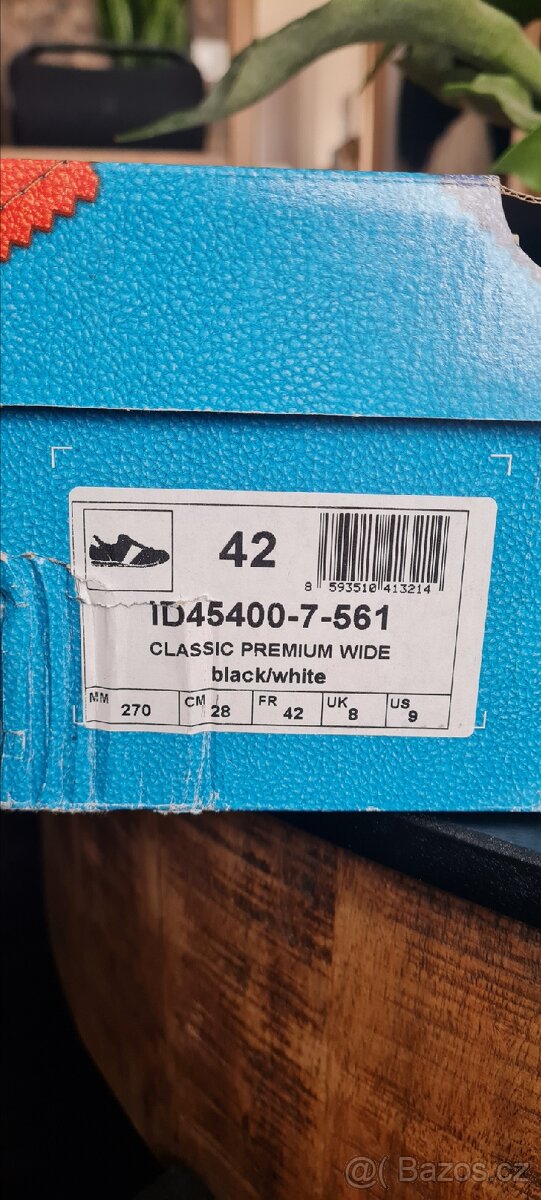 42
8 593510 413214
ID45400-7-561
CLASSIC PREMIUM WIDE
black/white
MM 270 CM 28 FR 42 UK 8 US 9
@( Bazos.cz